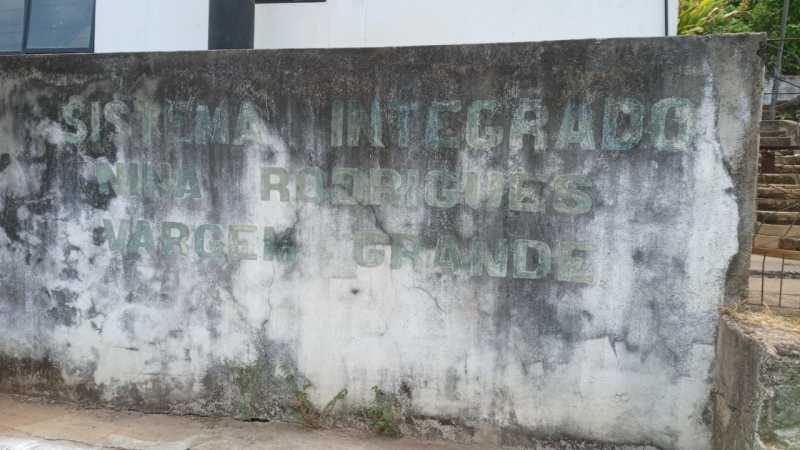 SISTEMA INTEGRADO
NINA RODRIGUES
VARGEM GRANDE